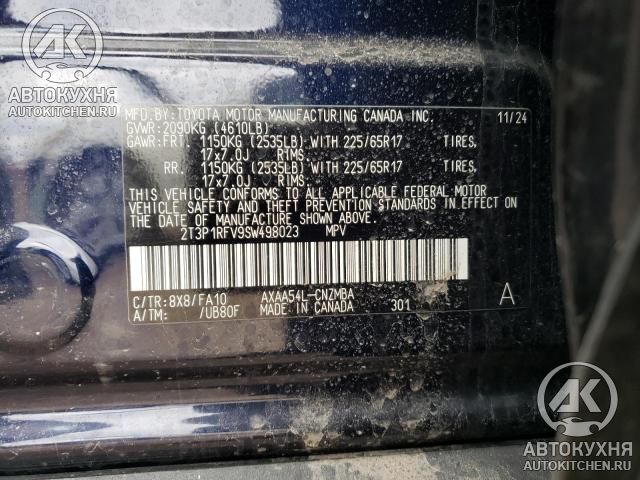 AK
АВТОКУХНЯ
AUTOKITCHEN.RU
MFD.BY:TOYOTA MOTOR MANUFACTURING CANADA INC. 11/24
GVWR:2090KG (4610LB)
GAWR:FRT. 1150KG (2535LB) WITH 225/65R17 TIRES.
17x7.0J RIMS.
RR. 1150KG (2535LB) WITH 225/65R17 TIRES.
17x7.0J RIMS.
THIS VEHICLE CONFORMS TO ALL APPLICABLE FEDERAL MOTOR
VEHICLE SAFETY AND THEFT PREVENTION STANDARDS IN EFFECT ON
THE DATE OF MANUFACTURE SHOWN ABOVE.
2T3P1RFV9SW498023 MPV
C/TR:8X8/FA10 AXAA54L-CNZMBA
A/TM: /UB80F MADE IN CANADA 301 A
AK
АВТОКУХНЯ
AUTOKITCHEN.RU